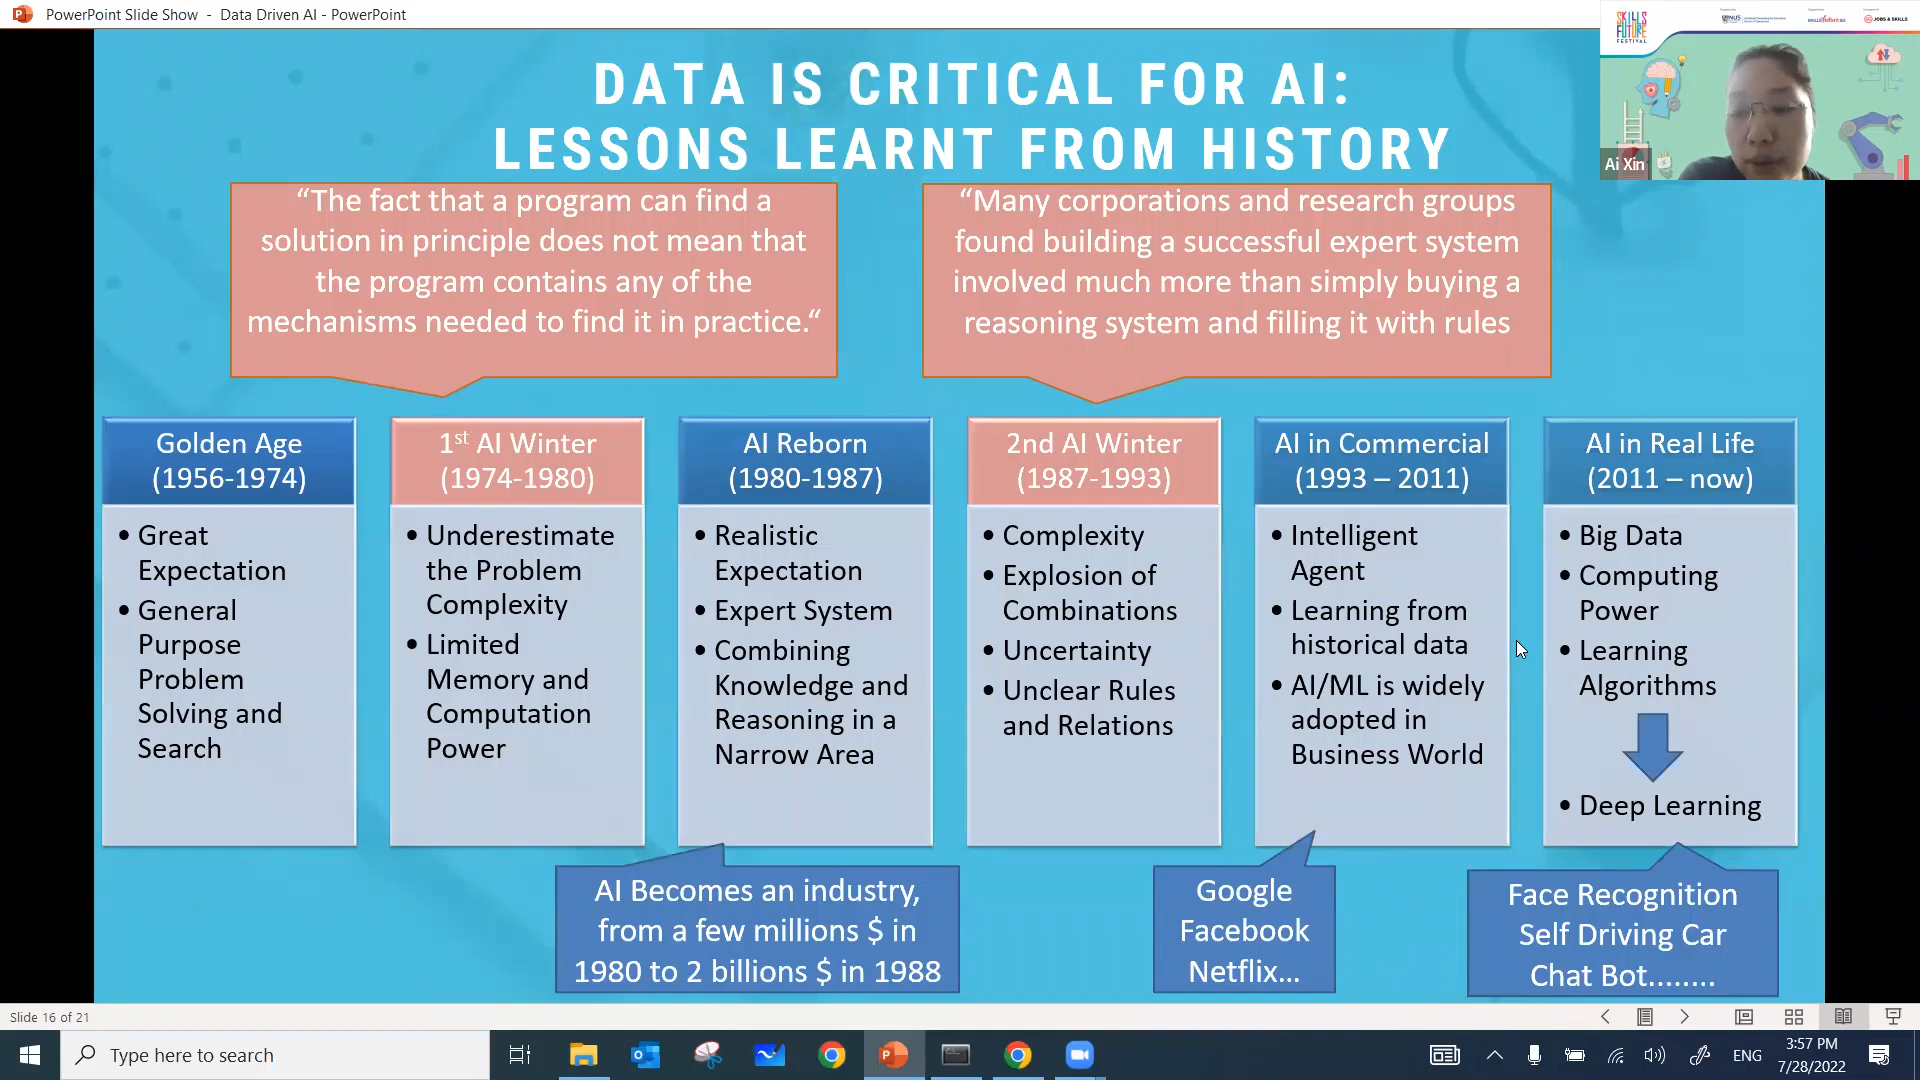 PowerPoint Slide Show - Data Driven AI - PowerPoint
SKILLS
FUTURE
FESTIVAL
NUS
JOBS & SKILLS
Ai Xin
DATA IS CRITICAL FOR AI:
LESSONS LEARNT FROM HISTORY
“The fact that a program can find a
solution in principle does not mean that
the program contains any of the
mechanisms needed to find it in practice.“
“Many corporations and research groups
found building a successful expert system
involved much more than simply buying a
reasoning system and filling it with rules
Golden Age
(1956-1974)
• Great
Expectation
• General
Purpose
Problem
Solving and
Search
1st AI Winter
(1974-1980)
• Underestimate
the Problem
Complexity
• Limited
Memory and
Computation
Power
AI Reborn
(1980-1987)
• Realistic
Expectation
• Expert System
• Combining
Knowledge and
Reasoning in a
Narrow Area
2nd AI Winter
(1987-1993)
• Complexity
• Explosion of
Combinations
• Uncertainty
• Unclear Rules
and Relations
AI in Commercial
(1993 – 2011)
• Intelligent
Agent
• Learning from
historical data
• AI/ML is widely
adopted in
Business World
AI in Real Life
(2011 – now)
• Big Data
• Computing
Power
• Learning
Algorithms
• Deep Learning
AI Becomes an industry,
from a few millions $ in
1980 to 2 billions $ in 1988
Google
Facebook
Netflix...
Face Recognition
Self Driving Car
Chat Bot........
Slide 16 of 21
Type here to search
ENG
3:57 PM
7/28/2022